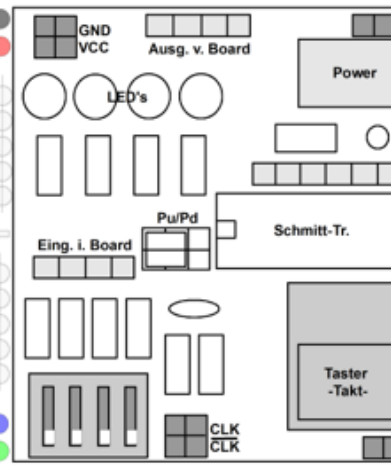 GND
VCC
Ausg. v. Board
LED's
Power
Pu/Pd
Schmitt-Tr.
Eing. i. Board
Taster
-Takt-
CLK
CLK